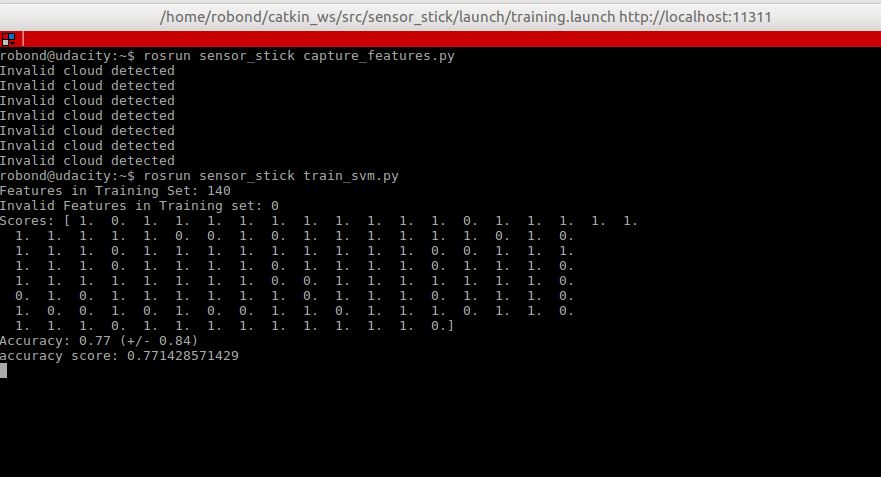 /home/robond/catkin_ws/src/sensor_stick/launch/training.launch http://localhost:11311
robond@udacity:~$ rosrun sensor_stick capture_features.py
Invalid cloud detected
Invalid cloud detected
Invalid cloud detected
Invalid cloud detected
Invalid cloud detected
Invalid cloud detected
Invalid cloud detected
robond@udacity:~$ rosrun sensor_stick train_svm.py
Features in Training Set: 140
Invalid Features in Training set: 0
Scores: [ 1. 0. 1. 1. 1. 1. 1. 1. 1. 1. 1. 1. 0. 1. 1. 1. 1. 1.
1. 1. 1. 1. 1. 0. 0. 1. 0. 1. 1. 1. 1. 1. 1. 0. 1. 0.
1. 1. 1. 0. 1. 1. 1. 1. 1. 1. 1. 1. 1. 0. 0. 1. 1. 1.
1. 1. 1. 0. 1. 1. 1. 1. 0. 1. 1. 1. 1. 0. 1. 1. 1. 0.
1. 1. 1. 1. 1. 1. 1. 1. 0. 0. 1. 1. 1. 1. 1. 1. 1. 0.
0. 1. 0. 1. 1. 1. 1. 1. 1. 0. 1. 1. 1. 0. 1. 1. 1. 0.
1. 0. 0. 1. 0. 1. 0. 0. 1. 1. 0. 1. 1. 1. 0. 1. 1. 0.
1. 1. 1. 0. 1. 1. 1. 1. 1. 1. 1. 1. 1. 0.]
Accuracy: 0.77 (+/- 0.84)
accuracy score: 0.771428571429